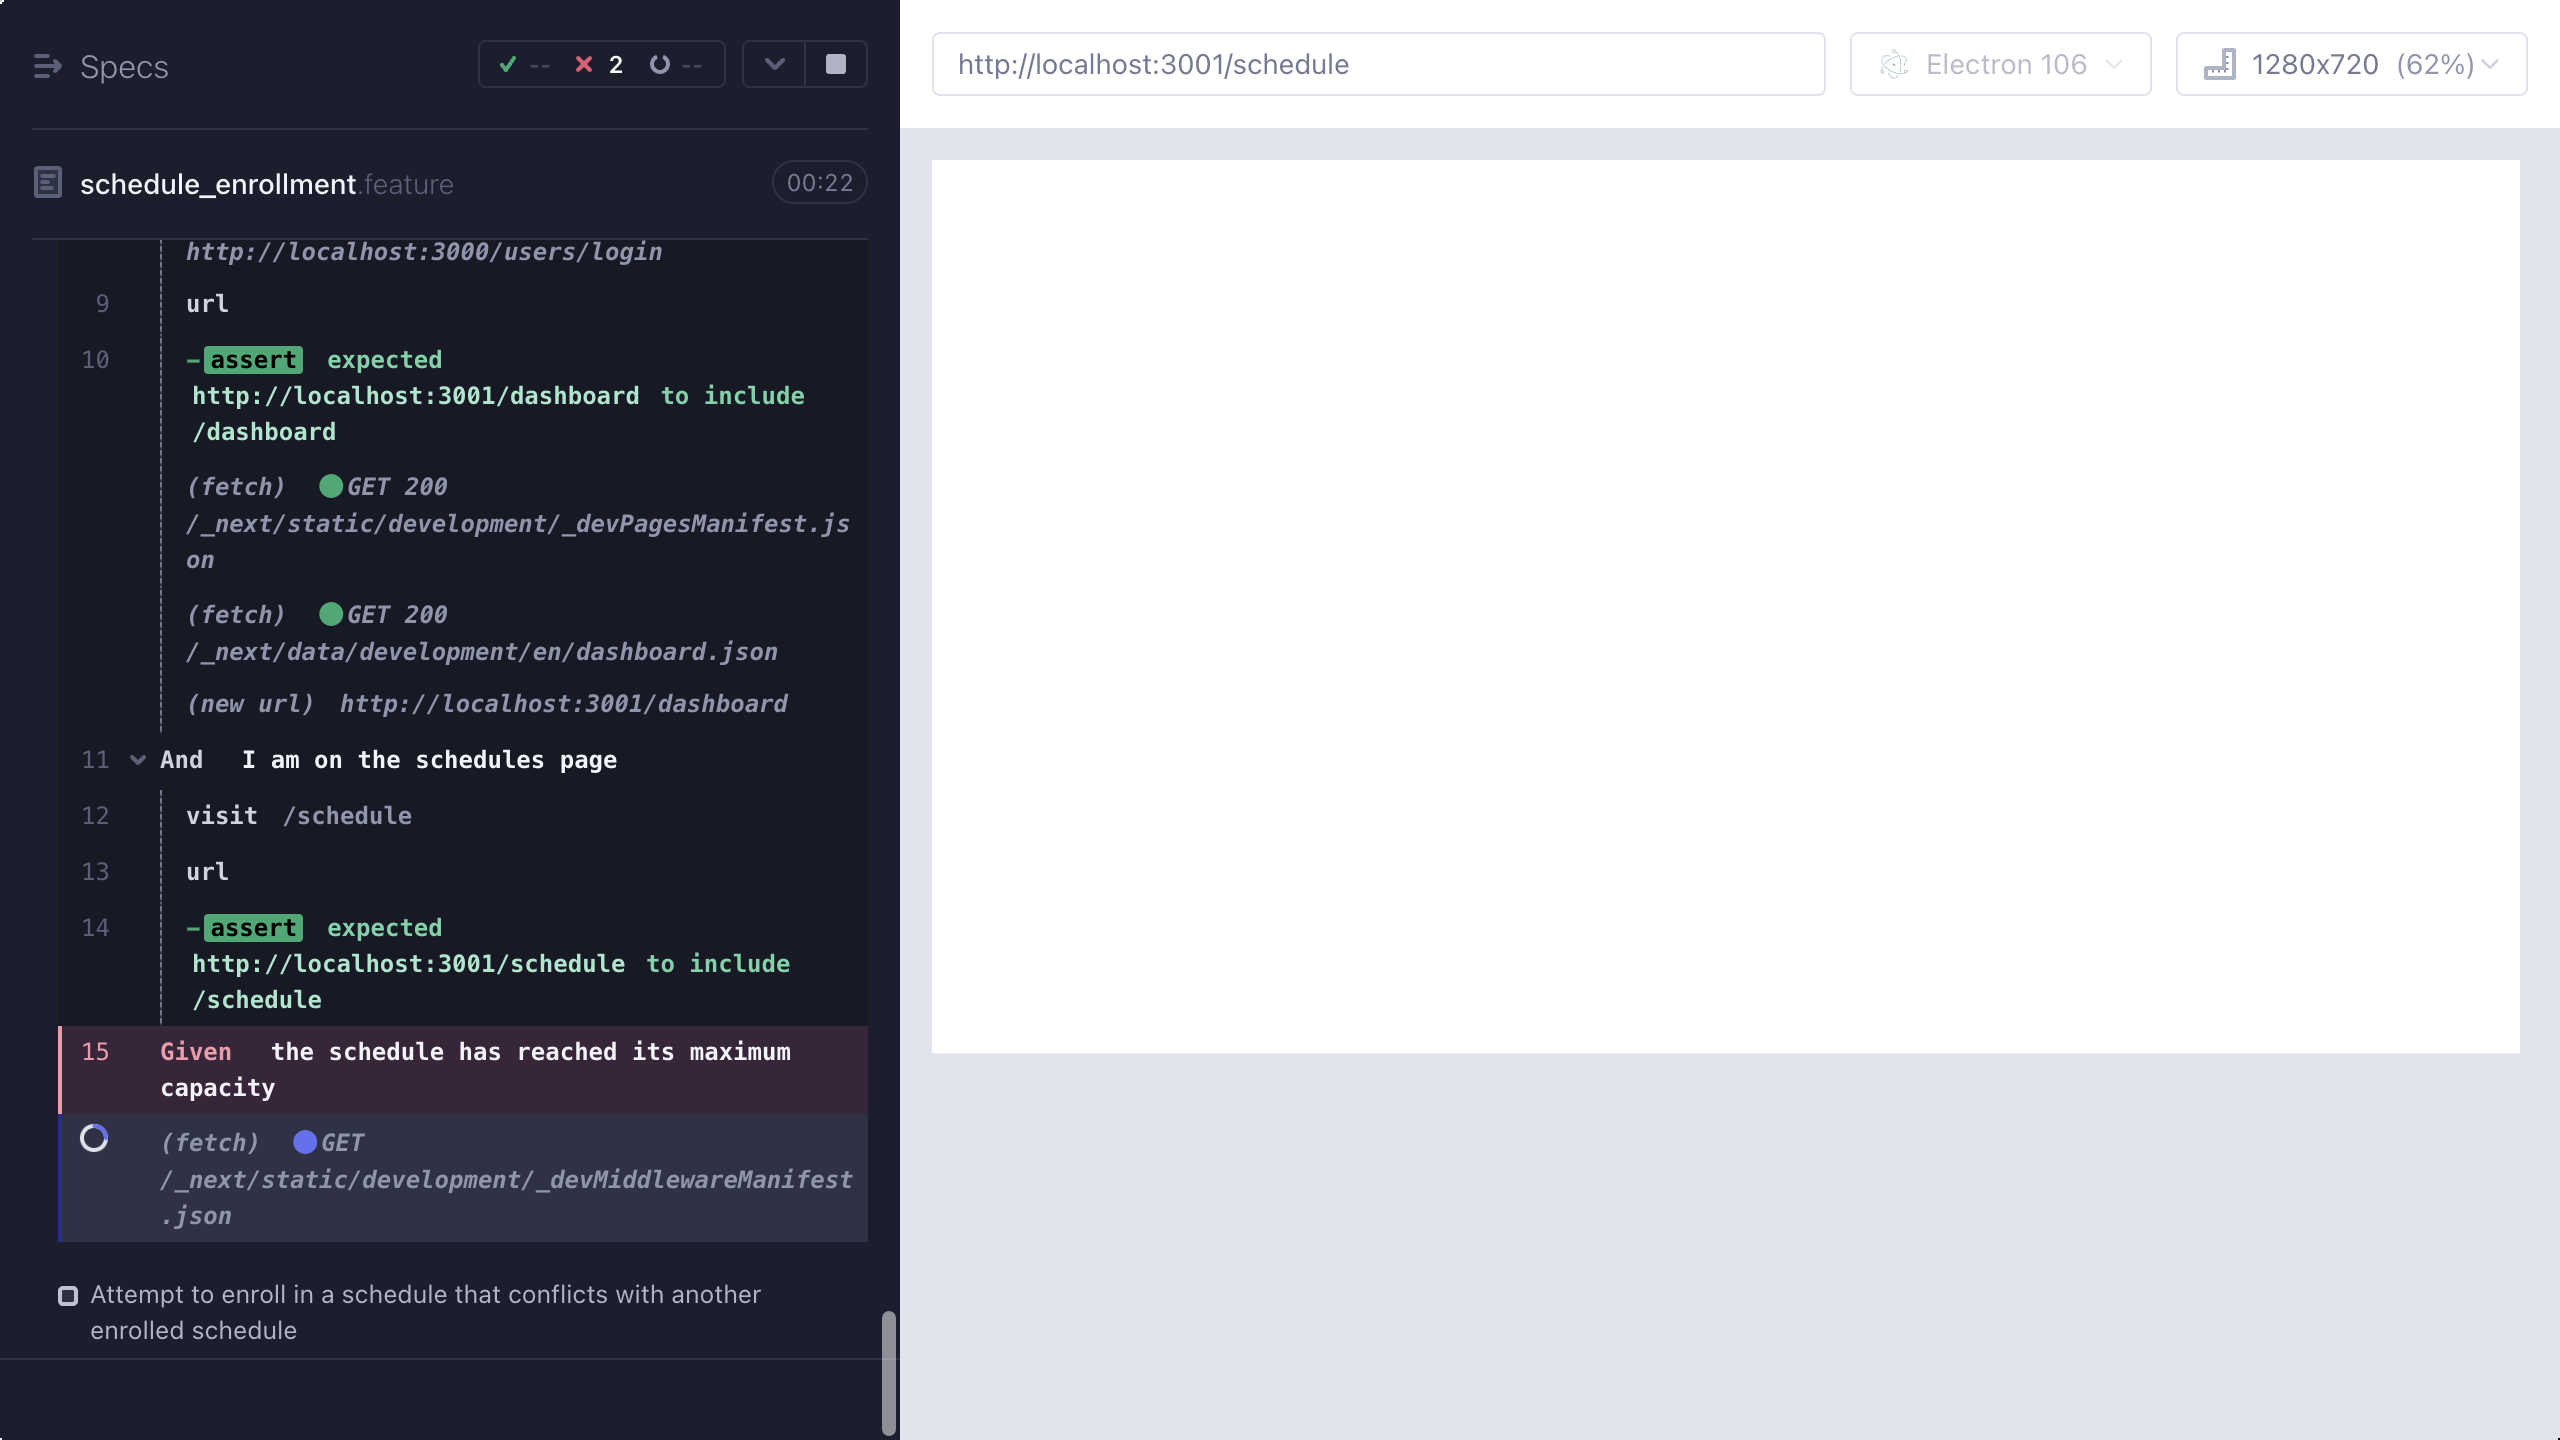 Specs
-- 2 --
http://localhost:3001/schedule
Electron 106
1280x720 (62%)
schedule_enrollment.feature
00:22
http://localhost:3000/users/login
9 url
10 -assert expected
http://localhost:3001/dashboard to include
/dashboard
(fetch) GET 200
/_next/static/development/_devPagesManifest.js
on
(fetch) GET 200
/_next/data/development/en/dashboard.json
(new url) http://localhost:3001/dashboard
11 And I am on the schedules page
12 visit /schedule
13 url
14 -assert expected
http://localhost:3001/schedule to include
/schedule
15 Given the schedule has reached its maximum
capacity
(fetch) GET
/_next/static/development/_devMiddlewareManifest
.json
Attempt to enroll in a schedule that conflicts with another
enrolled schedule